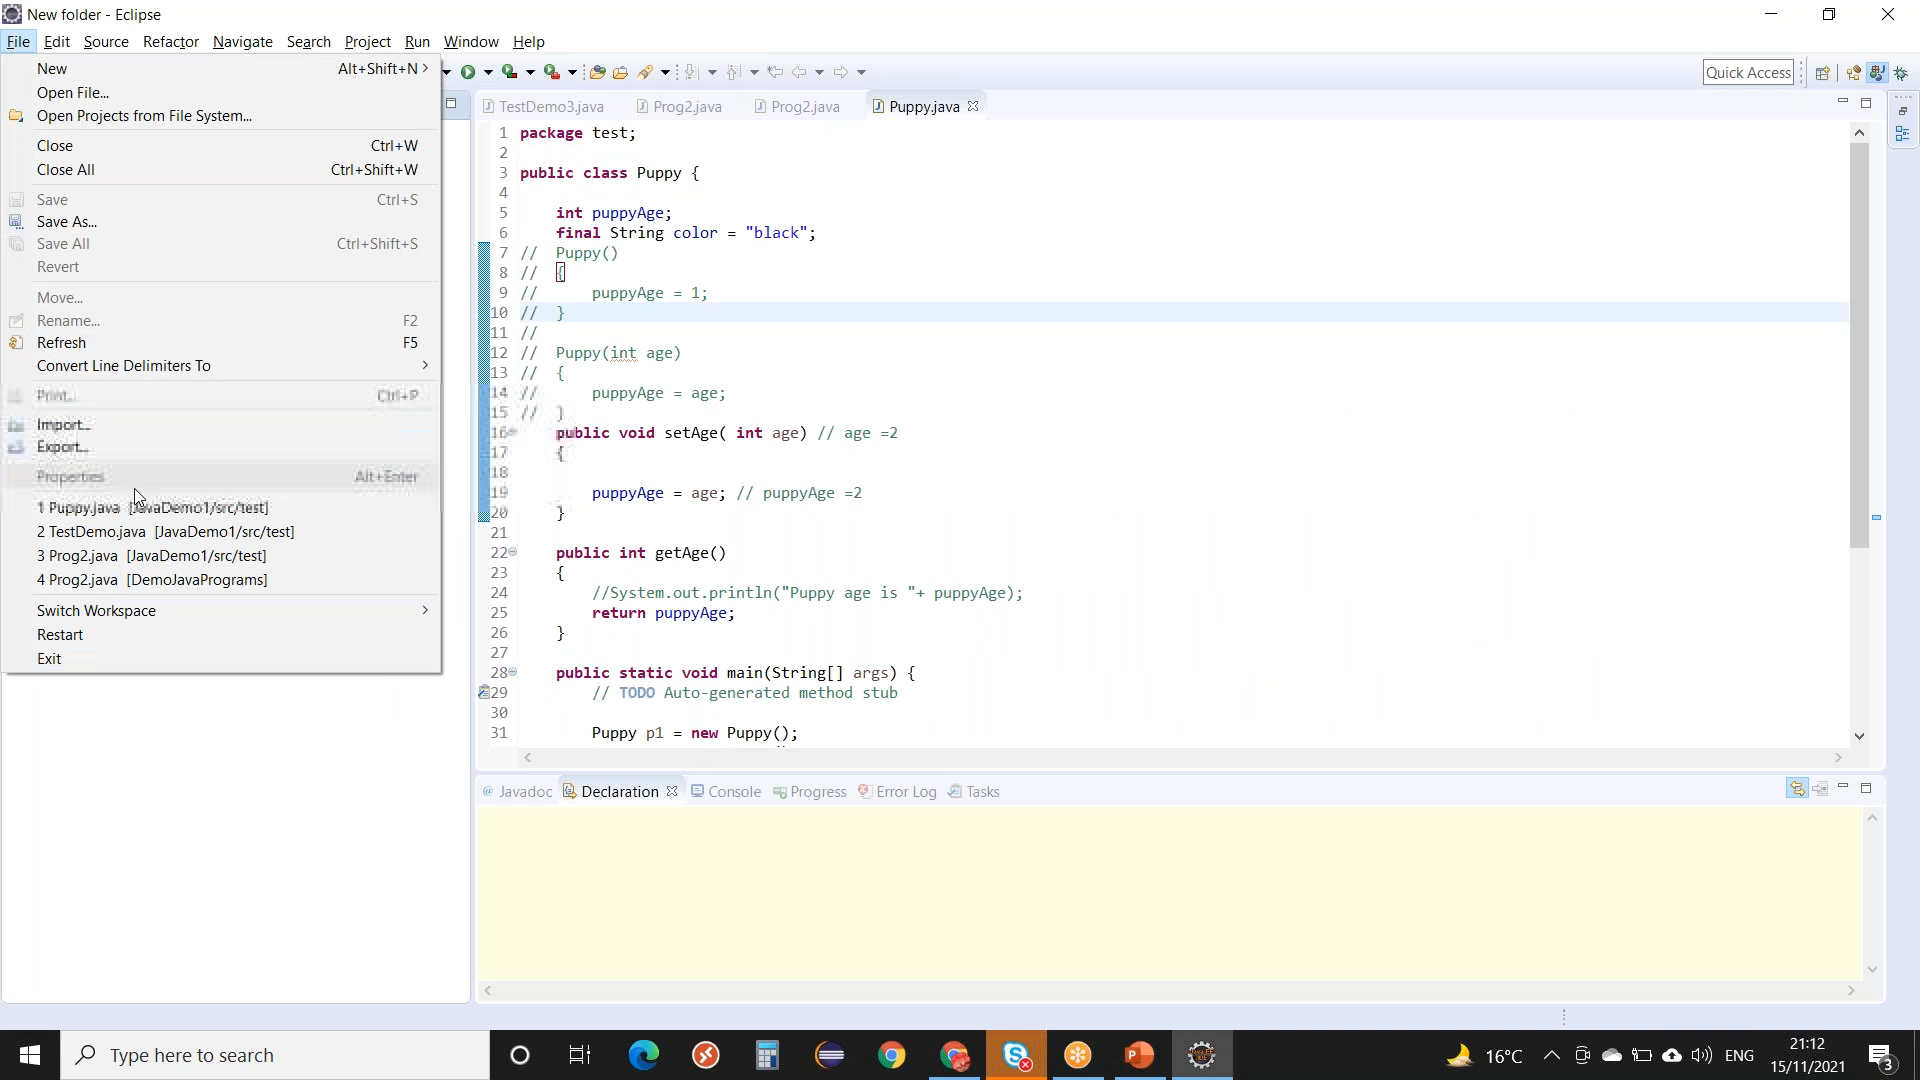 New folder - Eclipse
File Edit Source Refactor Navigate Search Project Run Window Help
New Alt+Shift+N
Open File...
Open Projects from File System...
Close Ctrl+W
Close All Ctrl+Shift+W
Save Ctrl+S
Save As...
Save All Ctrl+Shift+S
Revert
Move...
Rename... F2
Refresh F5
Convert Line Delimiters To
Print... Ctrl+P
Import...
Export...
Properties Alt+Enter
1 Puppy.java [JavaDemo1/src/test]
2 TestDemo.java [JavaDemo1/src/test]
3 Prog2.java [JavaDemo1/src/test]
4 Prog2.java [DemoJavaPrograms]
Switch Workspace
Restart
Exit
Quick Access
TestDemo3.java Prog2.java Prog2.java Puppy.java
1 package test;
2
3 public class Puppy {
4
5 int puppyAge;
6 final String color = "black";
7 // Puppy()
8 // {
9 // puppyAge = 1;
10 // }
11 //
12 // Puppy(int age)
13 // {
14 // puppyAge = age;
15 // }
16 public void setAge( int age) // age =2
17 {
18
19 puppyAge = age; // puppyAge =2
20 }
21
22 public int getAge()
23 {
24 //System.out.println("Puppy age is "+ puppyAge);
25 return puppyAge;
26 }
27
28 public static void main(String[] args) {
29 // TODO Auto-generated method stub
30
31 Puppy p1 = new Puppy();
@ Javadoc Declaration Console Progress Error Log Tasks
Type here to search
16°C ENG
21:12
15/11/2021
3